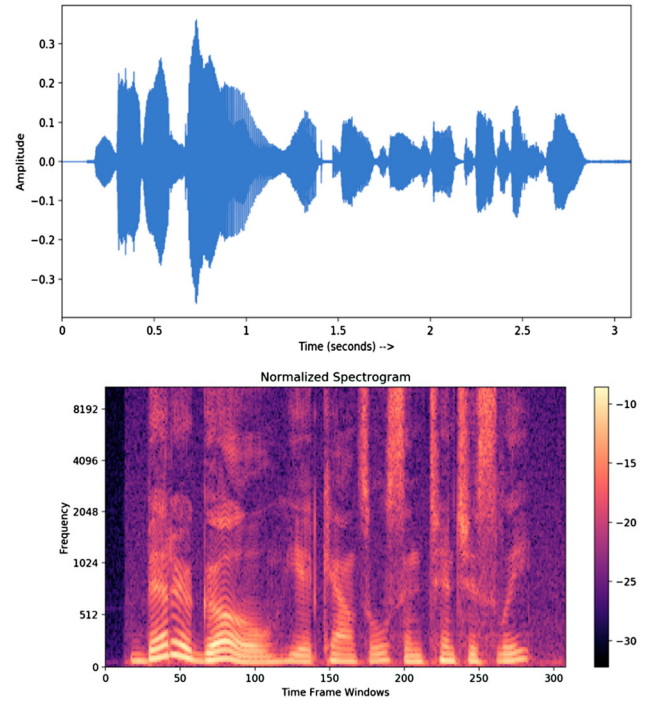 0.3
0.2
0.1
0.0
−0.1
−0.2
−0.3
Amplitude
0 0.5 1 1.5 2 2.5 3
Time (seconds) -->
Normalized Spectrogram
8192
4096
2048
1024
512
0
Frequency
0 50 100 150 200 250 300
Time Frame Windows
−10
−15
−20
−25
−30